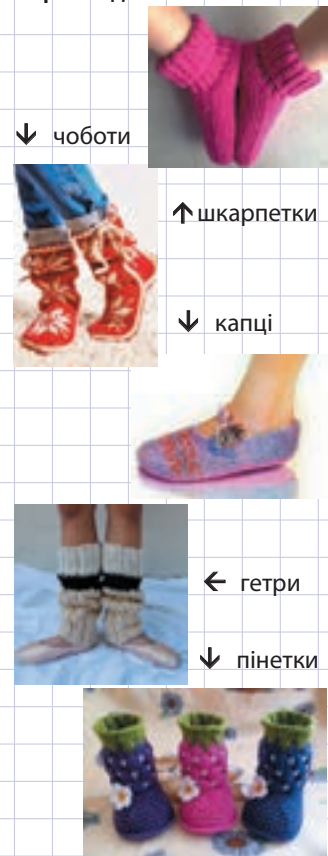 ↓ чоботи
↑ шкарпетки
↓ капці
← гетри
↓ пінетки